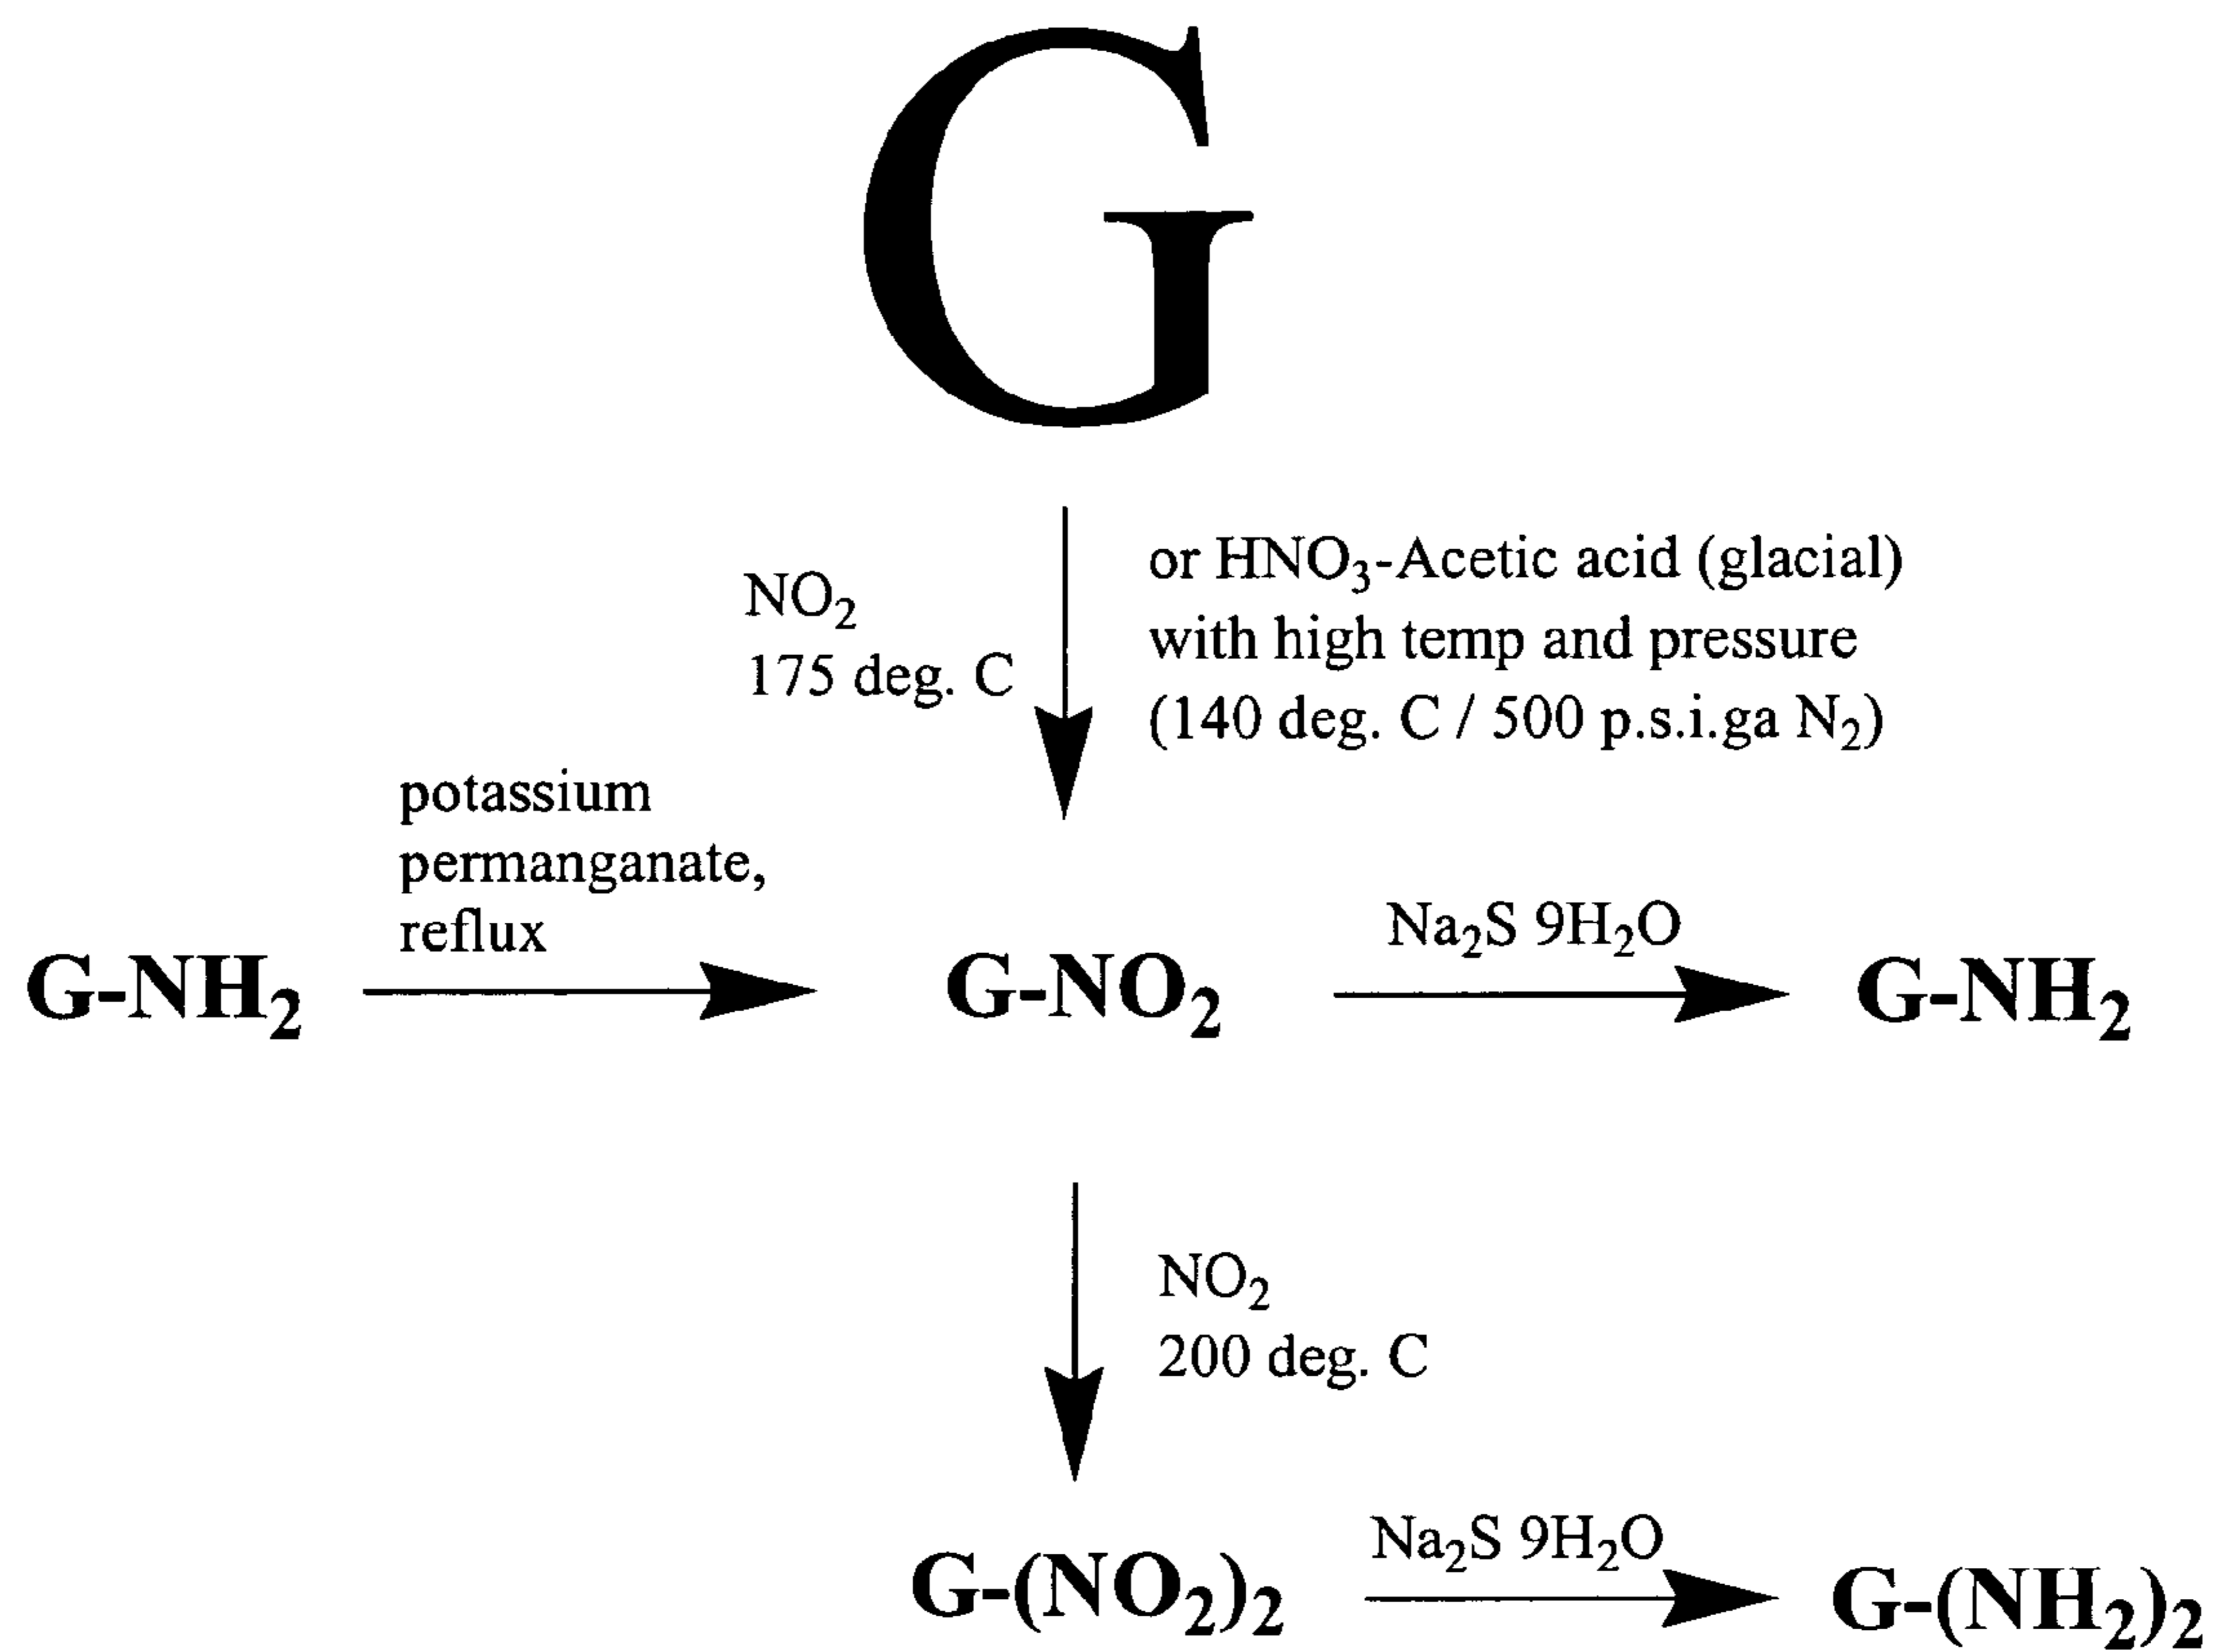 G
NO₂
175 deg. C
or HNO₃-Acetic acid (glacial)
with high temp and pressure
(140 deg. C / 500 p.s.i.ga N₂)
potassium
permanganate,
reflux
G-NH₂
G-NO₂
Na₂S 9H₂O
G-NH₂
NO₂
200 deg. C
G-(NO₂)₂
Na₂S 9H₂O
G-(NH₂)₂